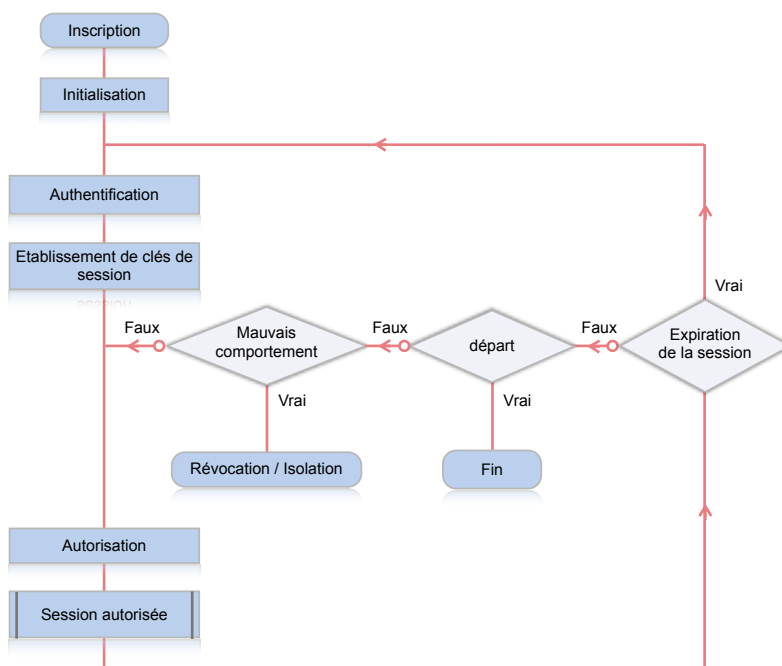 Inscription
Initialisation
Authentification
Etablissement de clés de
session
Vrai
Faux
Mauvais
comportement
Faux
départ
Faux
Expiration
de la session
Vrai
Vrai
Révocation / Isolation
Fin
Autorisation
Session autorisée